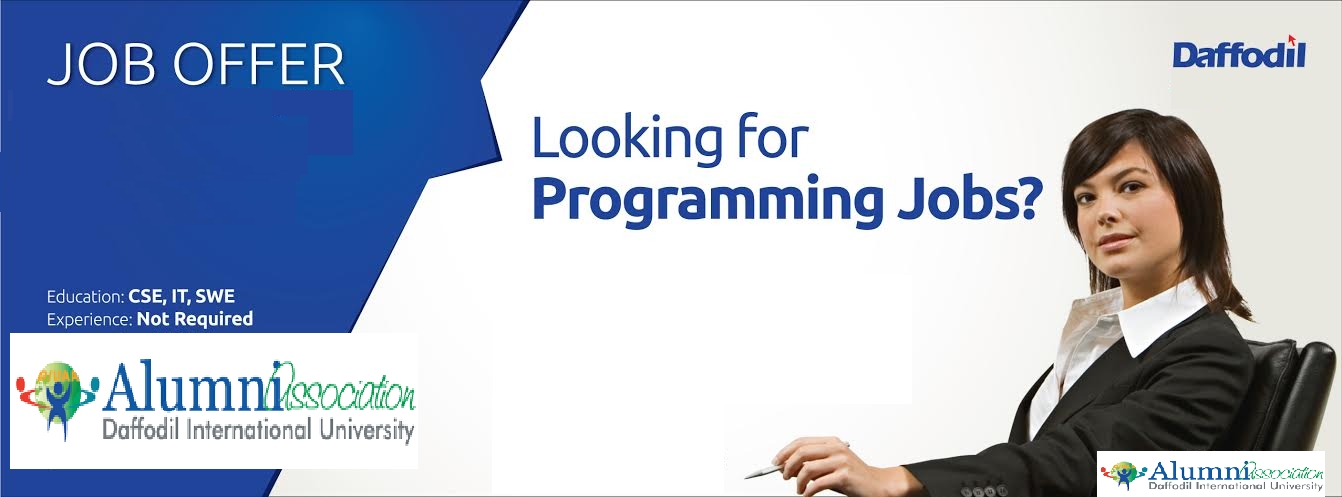 JOB OFFER
Daffodil
Looking for
Programming Jobs?
Education: CSE, IT, SWE
Experience: Not Required
Alumni Association
Daffodil International University
Alumni Association
Daffodil International University